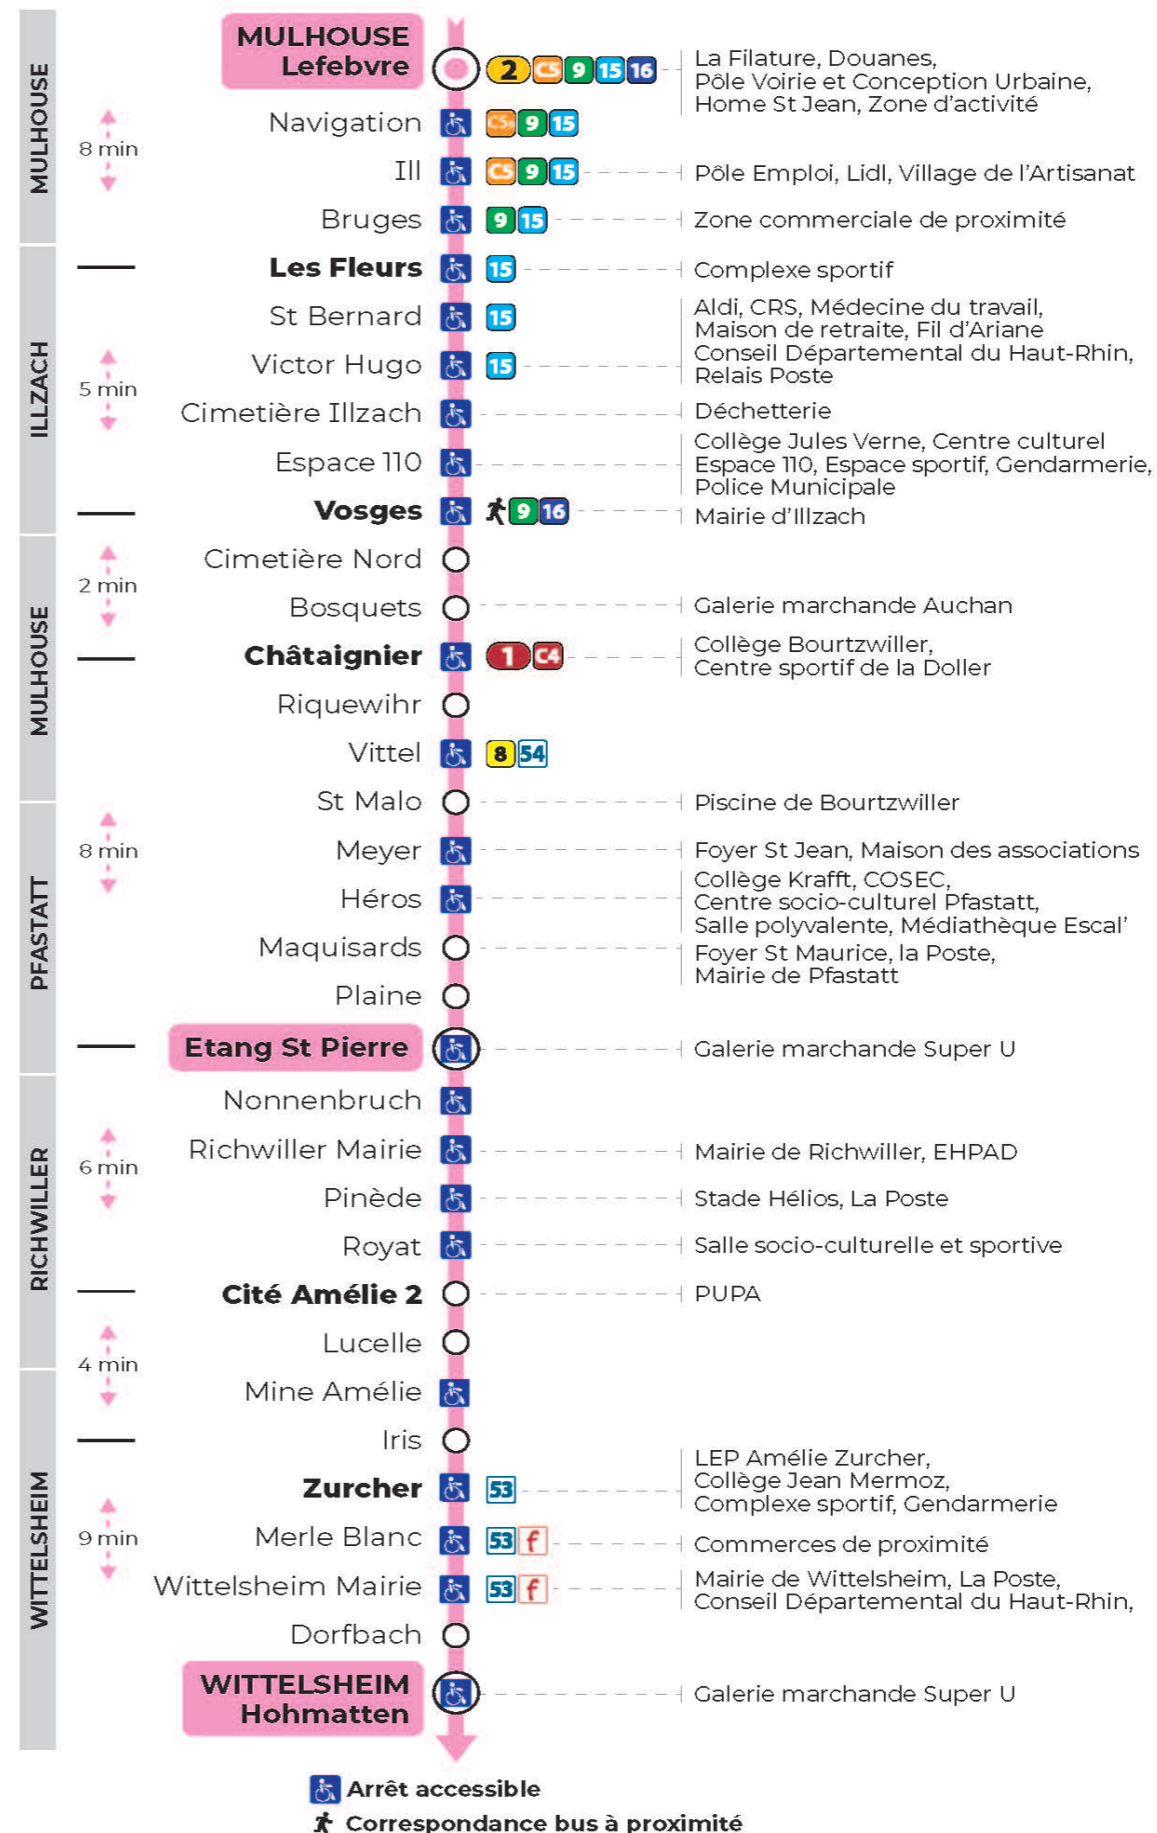 MULHOUSE
Lefebvre
2 C5 9 15 16
La Filature, Douanes,
Pôle Voirie et Conception Urbaine,
Home St Jean, Zone d'activité
MULHOUSE
8 min
Navigation
C5 9 15
Ill
C5 9 15
Pôle Emploi, Lidl, Village de l'Artisanat
Bruges
9 15
Zone commerciale de proximité
ILLZACH
Les Fleurs
15
Complexe sportif
St Bernard
15
Aldi, CRS, Médecine du travail,
Maison de retraite, Fil d'Ariane
Victor Hugo
15
Conseil Départemental du Haut-Rhin,
Relais Poste
5 min
Cimetière Illzach
Déchetterie
Espace 110
Collège Jules Verne, Centre culturel
Espace 110, Espace sportif, Gendarmerie,
Police Municipale
Vosges
9 16
Mairie d'Illzach
MULHOUSE
Cimetière Nord
2 min
Bosquets
Galerie marchande Auchan
Châtaignier
1 C4
Collège Bourtzwiller,
Centre sportif de la Doller
Riquewihr
Vittel
8 54
St Malo
Piscine de Bourtzwiller
PFASTATT
8 min
Meyer
Foyer St Jean, Maison des associations
Héros
Collège Krafft, COSEC,
Centre socio-culturel Pfastatt,
Salle polyvalente, Médiathèque Escal'
Maquisards
Foyer St Maurice, la Poste,
Mairie de Pfastatt
Plaine
Etang St Pierre
Galerie marchande Super U
RICHWILLER
Nonnenbruch
Richwiller Mairie
Mairie de Richwiller, EHPAD
6 min
Pinède
Stade Hélios, La Poste
Royat
Salle socio-culturelle et sportive
Cité Amélie 2
PUPA
Lucelle
4 min
WITTELSHEIM
Mine Amélie
Iris
Zurcher
53
LEP Amélie Zurcher,
Collège Jean Mermoz,
Complexe sportif, Gendarmerie
9 min
Merle Blanc
53 f
Commerces de proximité
Wittelsheim Mairie
53 f
Mairie de Wittelsheim, La Poste,
Conseil Départemental du Haut-Rhin,
Dorfbach
WITTELSHEIM
Hohmatten
Galerie marchande Super U
Arrêt accessible
Correspondance bus à proximité